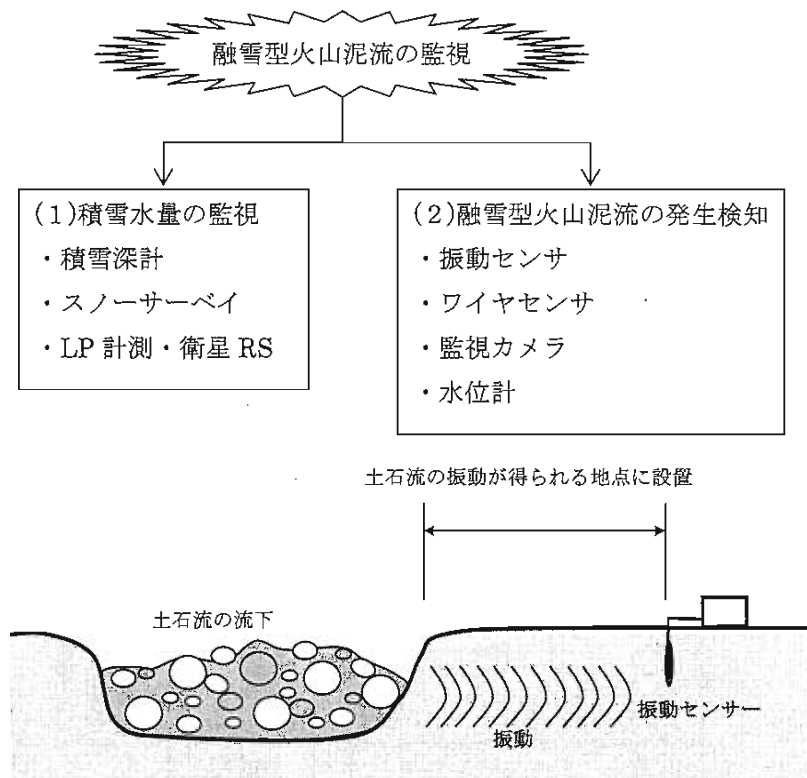 融雪型火山泥流の監視
(1)積雪水量の監視
・積雪深計
・スノーサーベイ
・LP 計測・衛星 RS
(2)融雪型火山泥流の発生検知
・振動センサ
・ワイヤセンサ
・監視カメラ
・水位計
土石流の振動が得られる地点に設置
土石流の流下
振動センサー
振動